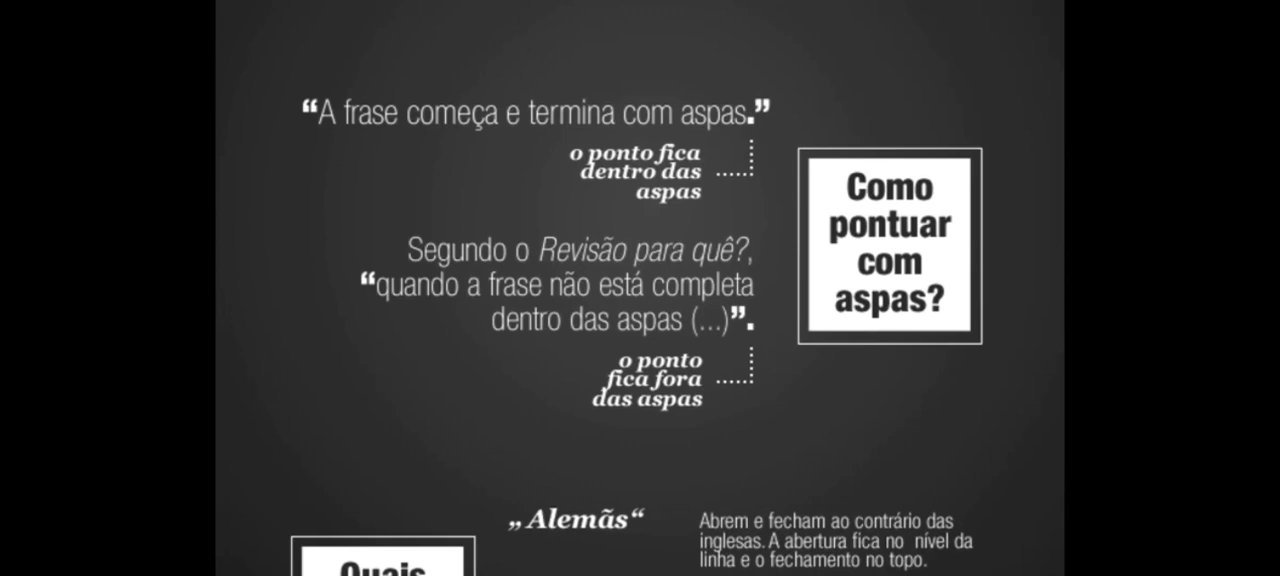 “A frase começa e termina com aspas.”
o ponto fica
dentro das
aspas
Como
pontuar
com
aspas?
Segundo o Revisão para quê?,
“quando a frase não está completa
dentro das aspas (...)”.
o ponto
fica fora
das aspas
„Alemãs“
Abrem e fecham ao contrário das
inglesas. A abertura fica no nível da
linha e o fechamento no topo.
Quais